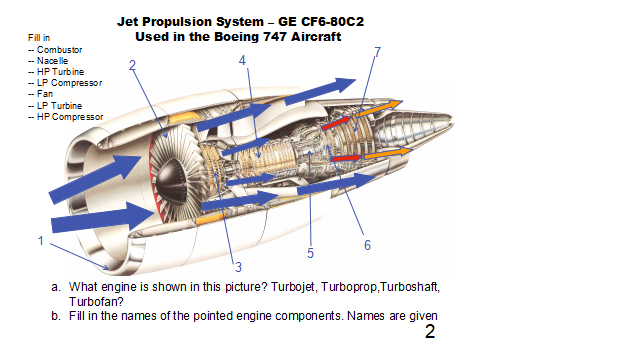 Jet Propulsion System – GE CF6-80C2
Used in the Boeing 747 Aircraft
Fill in
-- Combustor
-- Nacelle
-- HP Turbine
-- LP Compressor
-- Fan
-- LP Turbine
-- HP Compressor
2
4
7
1
3
5
6
a. What engine is shown in this picture? Turbojet, Turboprop,Turboshaft,
Turbofan?
b. Fill in the names of the pointed engine components. Names are given
2